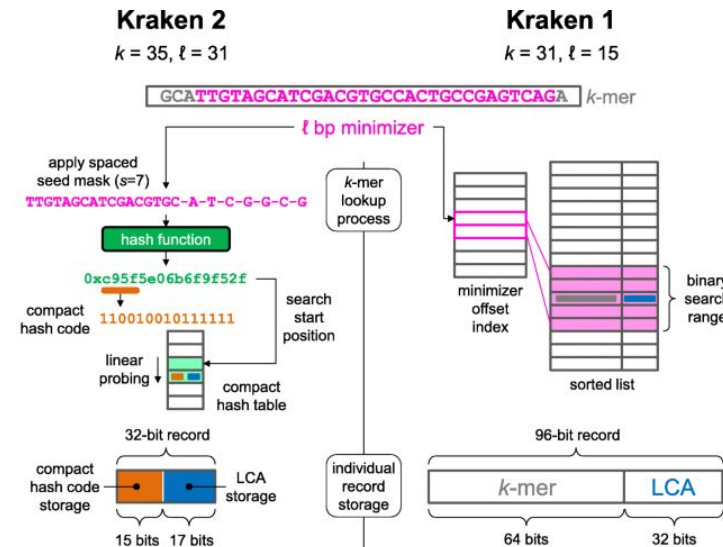 Kraken 2
k = 35, ℓ = 31
Kraken 1
k = 31, ℓ = 15
GCATTGTAGCATCGACGTGCCACTGCCGAGTCAGA k-mer
ℓ bp minimizer
apply spaced
seed mask (s=7)
TTGTAGCATCGACGTGC-A-T-C-G-G-C-G
hash function
0xc95f5e06b6f9f52f
compact
hash code
110010010111111
search
start
position
linear
probing
compact
hash table
32-bit record
compact
hash code
storage
LCA
storage
15 bits
17 bits
k-mer
lookup
process
individual
record
storage
minimizer
offset
index
binary
search
range
sorted list
96-bit record
k-mer
LCA
64 bits
32 bits